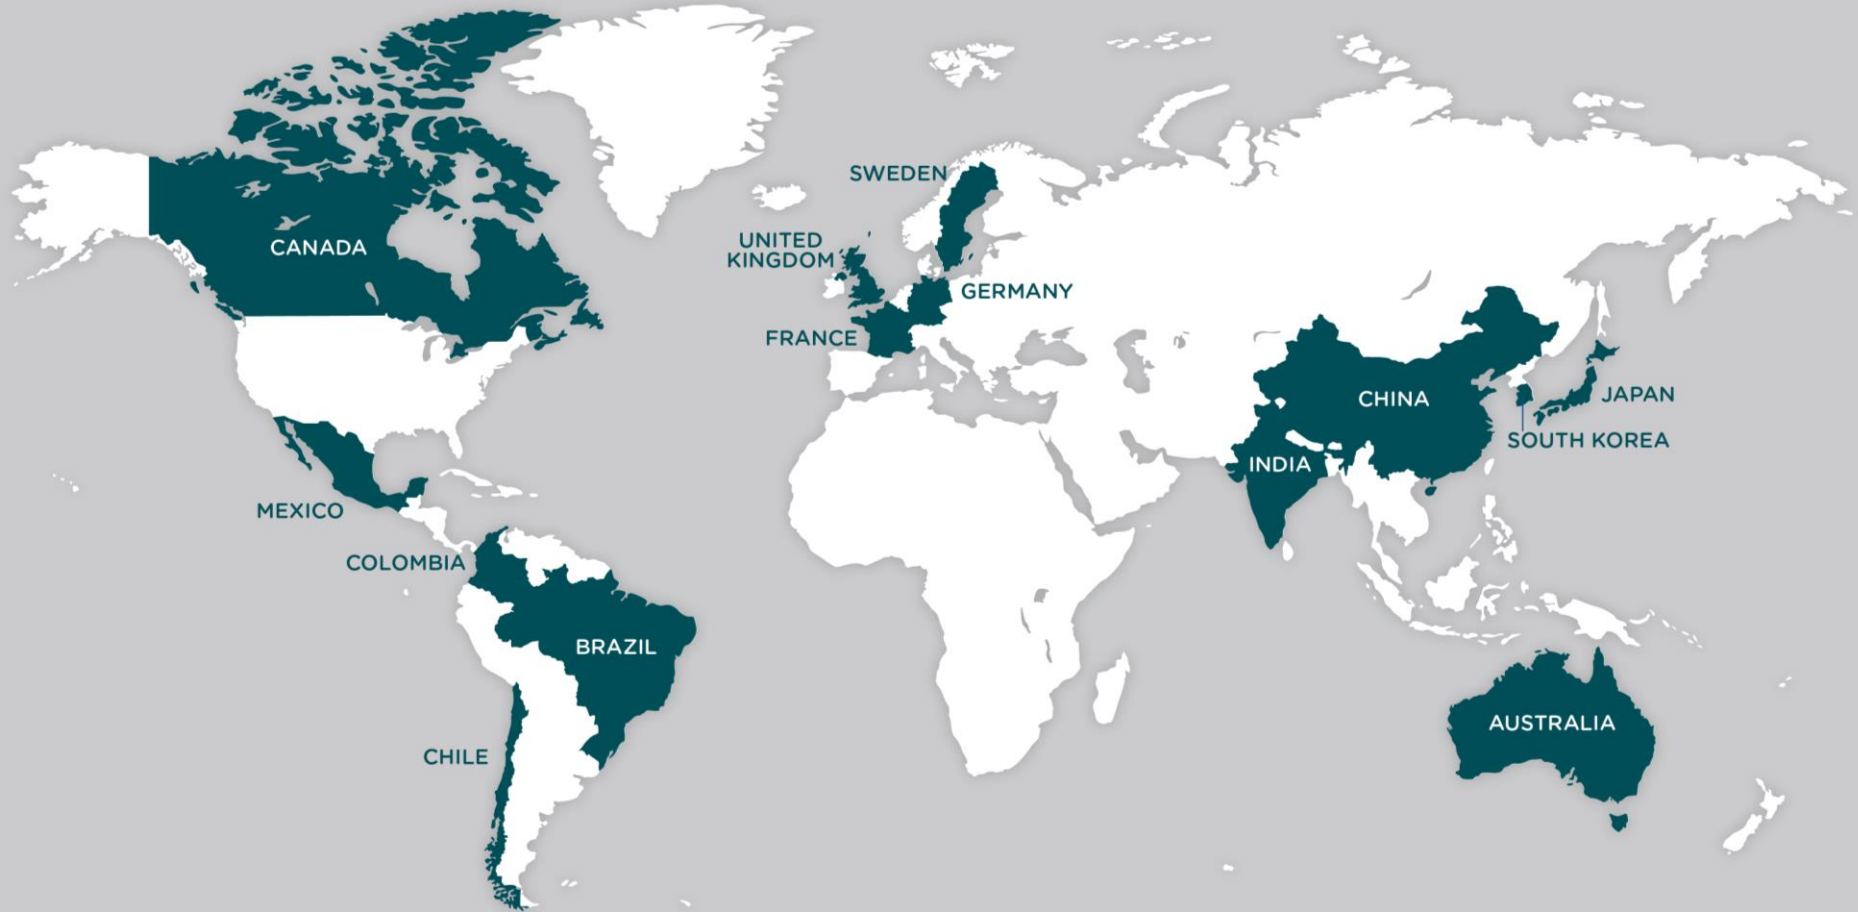 SWEDEN
CANADA
UNITED
KINGDOM
GERMANY
FRANCE
CHINA
JAPAN
SOUTH KOREA
INDIA
MEXICO
COLOMBIA
BRAZIL
AUSTRALIA
CHILE